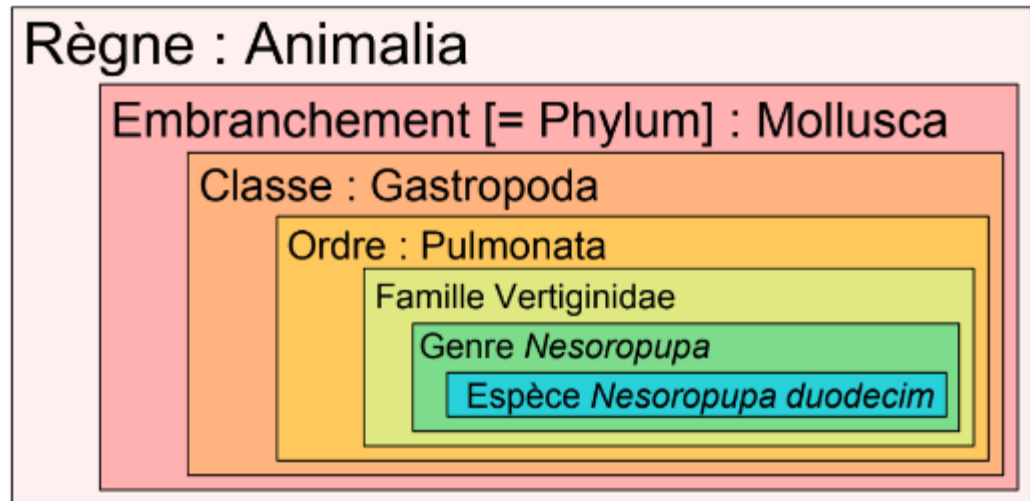 Règne : Animalia
Embranchement [= Phylum] : Mollusca
Classe : Gastropoda
Ordre : Pulmonata
Famille Vertiginidae
Genre Nesoropupa
Espèce Nesoropupa duodecim